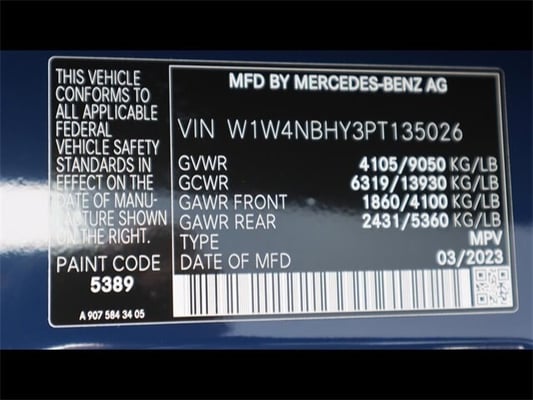 THIS VEHICLE
CONFORMS TO
ALL APPLICABLE
FEDERAL
VEHICLE SAFETY
STANDARDS IN
EFFECT ON THE
DATE OF MANU-
FACTURE SHOWN
ON THE RIGHT.
PAINT CODE
5389
A 907 584 34 05
MFD BY MERCEDES-BENZ AG
VIN W1W4NBHY3PT135026
GVWR 4105/9050 KG/LB
GCWR 6319/13930 KG/LB
GAWR FRONT 1860/4100 KG/LB
GAWR REAR 2431/5360 KG/LB
TYPE MPV
DATE OF MFD 03/2023